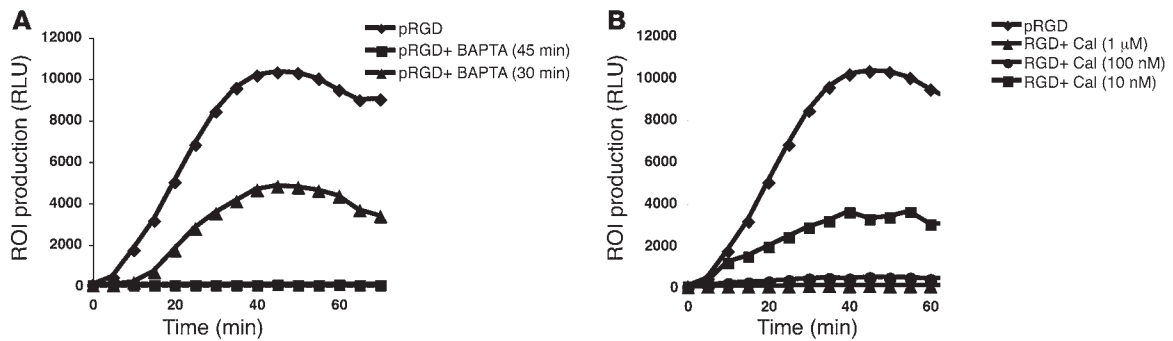 A
pRGD
pRGD+ BAPTA (45 min)
pRGD+ BAPTA (30 min)
ROI production (RLU)
12000
10000
8000
6000
4000
2000
0
0 20 40 60
Time (min)
B
pRGD
RGD+ Cal (1 μM)
RGD+ Cal (100 nM)
RGD+ Cal (10 nM)
ROI production (RLU)
12000
10000
8000
6000
4000
2000
0
0 20 40 60
Time (min)